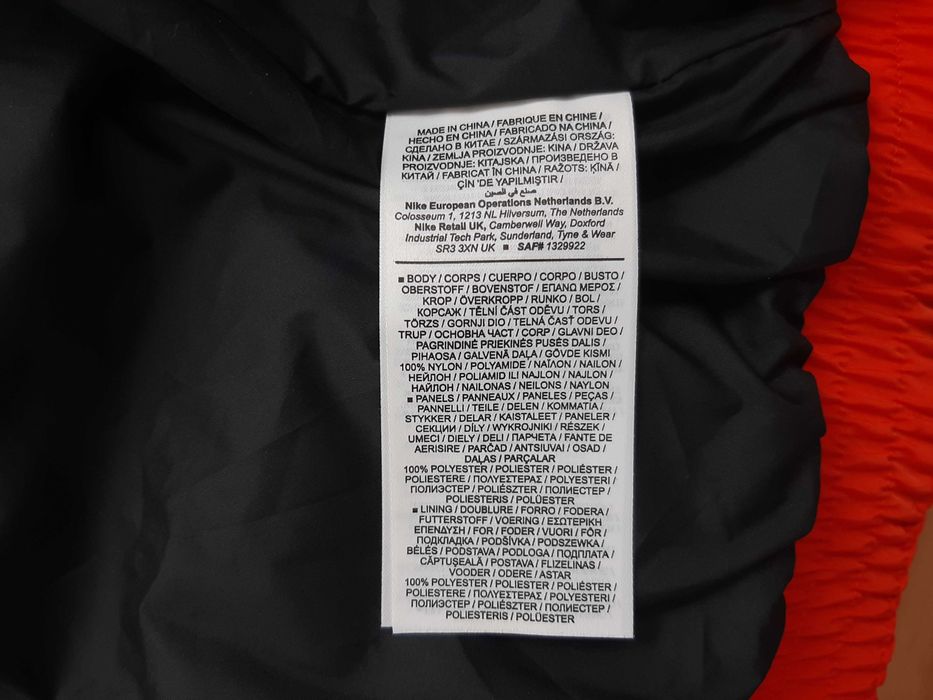 MADE IN CHINA / FABRIQUE EN CHINE /
HECHO EN CHINA / FABRICADO NA CHINA /
СДЕЛАНО В КИТАЕ / SZÁRMAZÁSI ORSZÁG:
KINA / ZEMLJA PROIZVODNJE: KINA / DRŽAVA
PROIZVODNJE: KITAJSKA / ПРОИЗВЕДЕНО В
КИТАЙ / FABRICAT ÎN CHINA / RAŽOTS: ĶĪNĀ /
ÇİN 'DE YAPILMIŞTIR /
صنع في الصين
Nike European Operations Netherlands B.V.
Colosseum 1, 1213 NL Hilversum, The Netherlands
Nike Retail UK, Camberwell Way, Doxford
Industrial Tech Park, Sunderland, Tyne & Wear
SR3 3XN UK ■ SAP# 1329922
■ BODY / CORPS / CUERPO / CORPO / BUSTO /
OBERSTOFF / BOVENSTOF / ΕΠΑΝΩ ΜΕΡΟΣ /
KROP / ÖVERKROPP / RUNKO / BOL /
КОРСАЖ / TĚLNÍ ČÁST ODĚVU / TORS /
TÖRZS / GORNJI DIO / TELNÁ ČASŤ ODEVU /
TRUP / ОСНОВНА ЧАСТ / CORP / GLAVNI DEO /
PAGRINDINĖ PRIEKINĖS PUSĖS DALIS /
PIHAOSA / GALVENĀ DAĻA / GÖVDE KISMI
100% NYLON / POLYAMIDE / ΝΑΪΛΟΝ / NAILON /
НЕЙЛОН / POLIAMID ILI NAJLON / NAJLON /
НАЙЛОН / NAILONAS / NEILONS / NAYLON
■ PANELS / PANNEAUX / PANELES / PEÇAS /
PANNELLI / TEILE / DELEN / ΚΟΜΜΑΤΙΑ /
STYKKER / DELAR / KAISTALEET / PANELER /
СЕКЦИИ / DÍLY / WYKROJNIKI / RÉSZEK /
UMECI / DIELY / DELI / ПАРЧЕТА / FANTE DE
AERISIRE / PARČAD / ANTSIUVAI / OSAD /
DAĻAS / PARÇALAR
100% POLYESTER / POLIESTER / POLIÉSTER /
POLIESTERE / ΠΟΛΥΕΣΤΕΡΑΣ / POLYESTERI /
ПОЛИЭСТЕР / POLIÉSZTER / ПОЛИЕСТЕР /
POLIESTERIS / POLÜESTER
■ LINING / DOUBLURE / FORRO / FODERA /
FUTTERSTOFF / VOERING / ΕΣΩΤΕΡΙΚΗ
ΕΠΕΝΔΥΣΗ / FOR / FODER / VUORI / FÔR /
ПОДКЛАДКА / PODŠÍVKA / PODSZEWKA /
BÉLÉS / PODSTAVA / PODLOGA / ПОДПЛАТА /
CĂPTUȘEALĂ / POSTAVA / FLIZELINAS /
VOODER / ODERE / ASTAR
100% POLYESTER / POLIESTER / POLIÉSTER /
POLIESTERE / ΠΟΛΥΕΣΤΕΡΑΣ / POLYESTERI /
ПОЛИЭСТЕР / POLIÉSZTER / ПОЛИЕСТЕР /
POLIESTERIS / POLÜESTER